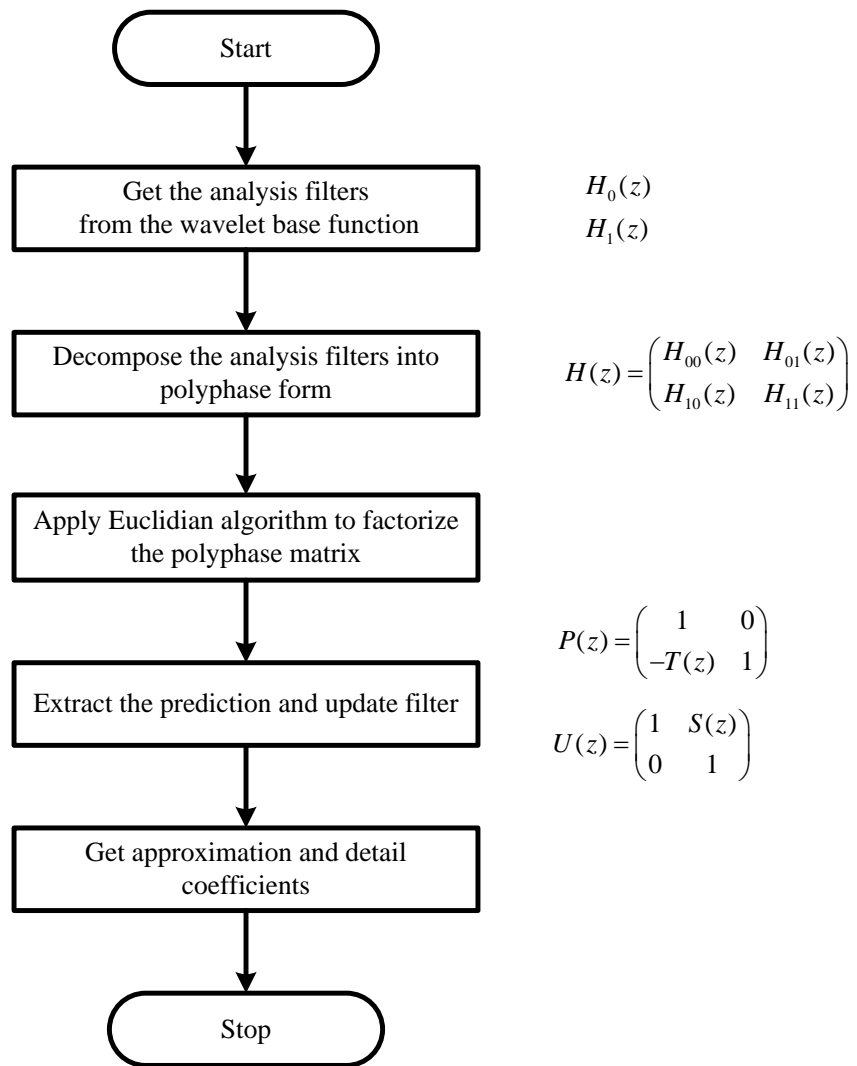 Start
Get the analysis filters
from the wavelet base function
H₀(z)
H₁(z)
Decompose the analysis filters into
polyphase form
H(z) = ( H₀₀(z) H₀₁(z)
H₁₀(z) H₁₁(z) )
Apply Euclidian algorithm to factorize
the polyphase matrix
Extract the prediction and update filter
P(z) = ( 1 0
−T(z) 1 )
U(z) = ( 1 S(z)
0 1 )
Get approximation and detail
coefficients
Stop